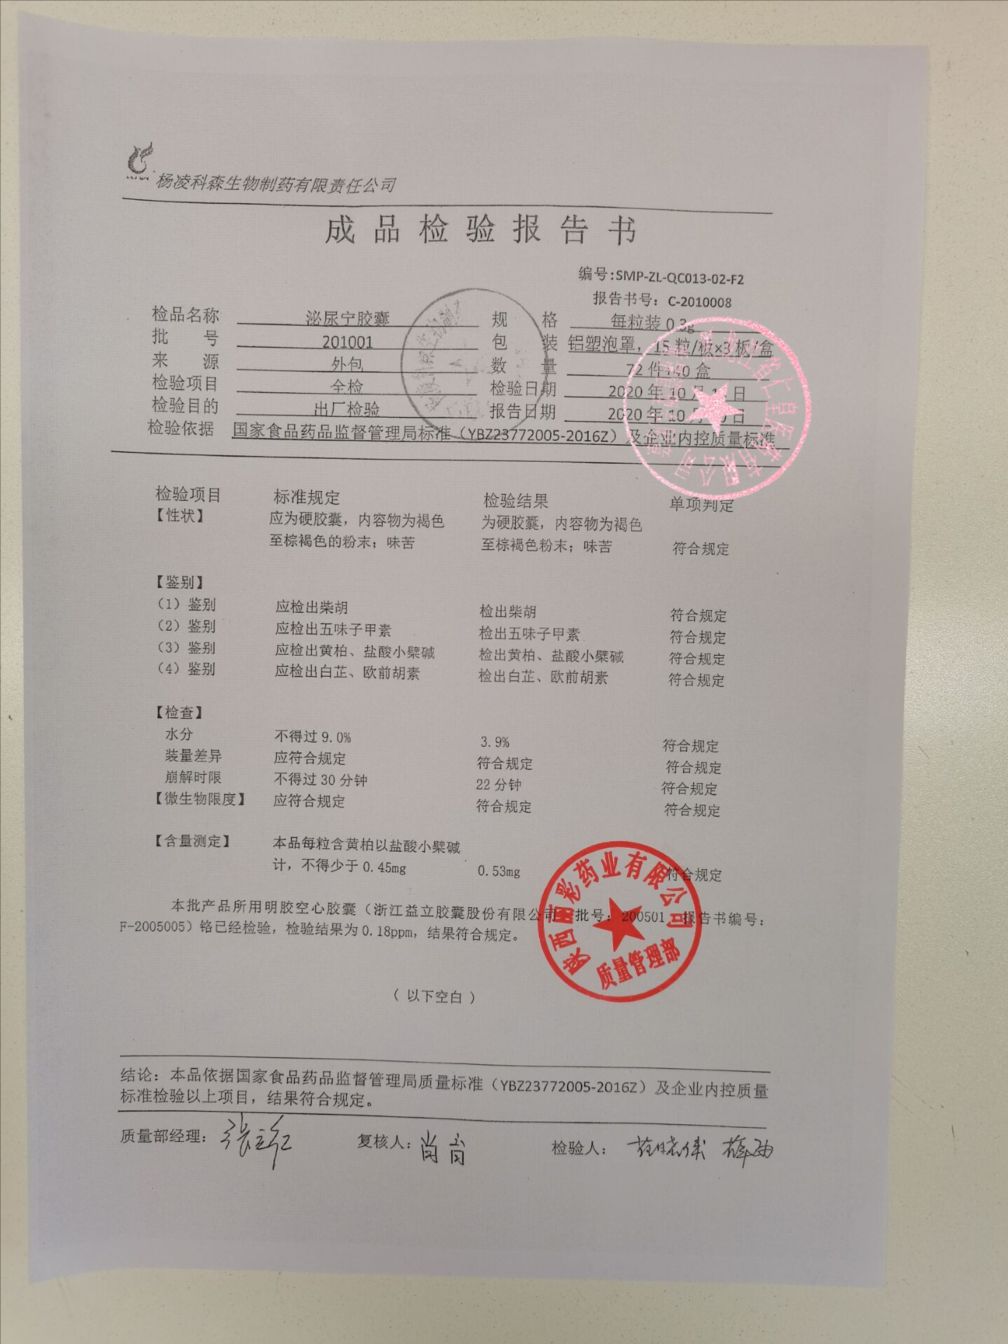 杨凌科森生物制药有限责任公司
成品检验报告书
编号:SMP-ZL-QC013-02-F2
报告书号: C-2010008
检品名称 泌尿宁胶囊 规格 每粒装 0.3g
批号 201001 包装 铝塑泡罩, 15 粒/板×3 板/盒
来源 外包 数量 72 件 盒
检验项目 全检 检验日期 2020 年 10 月 日
检验目的 出厂检验 报告日期 2020 年 10 月 日
检验依据 国家食品药品监督管理局标准（YBZ23772005-2016Z）及企业内控质量标准
检验项目 标准规定 检验结果 单项判定
【性状】 应为硬胶囊，内容物为褐色 为硬胶囊，内容物为褐色
至棕褐色的粉末；味苦 至棕褐色粉末；味苦 符合规定
【鉴别】
（1）鉴别 应检出柴胡 检出柴胡 符合规定
（2）鉴别 应检出五味子甲素 检出五味子甲素 符合规定
（3）鉴别 应检出黄柏、盐酸小檗碱 检出黄柏、盐酸小檗碱 符合规定
（4）鉴别 应检出白芷、欧前胡素 检出白芷、欧前胡素 符合规定
【检查】
水分 不得过 9.0% 3.9% 符合规定
装量差异 应符合规定 符合规定 符合规定
崩解时限 不得过 30 分钟 22 分钟 符合规定
【微生物限度】 应符合规定 符合规定 符合规定
【含量测定】 本品每粒含黄柏以盐酸小檗碱
计，不得少于 0.45mg 0.53mg 符合规定
本批产品所用明胶空心胶囊（浙江益立胶囊股份有限公司 批号：200501 报告书编号：
F-2005005）铬已经检验，检验结果为 0.18ppm，结果符合规定。
陕西丽彩药业有限公司
质量管理部
（以下空白）
结论：本品依据国家食品药品监督管理局质量标准（YBZ23772005-2016Z）及企业内控质量
标准检验以上项目，结果符合规定。
质量部经理： 复核人： 检验人：